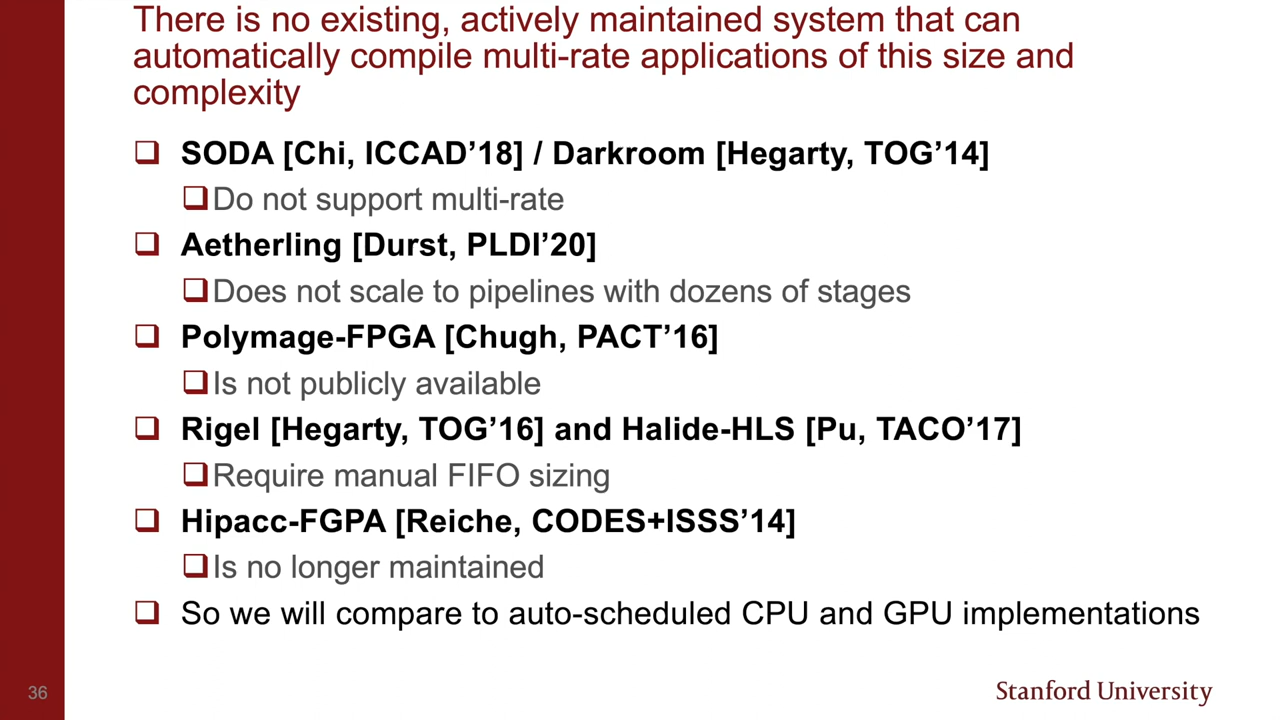 There is no existing, actively maintained system that can
automatically compile multi-rate applications of this size and
complexity
SODA [Chi, ICCAD’18] / Darkroom [Hegarty, TOG’14]
Do not support multi-rate
Aetherling [Durst, PLDI’20]
Does not scale to pipelines with dozens of stages
Polymage-FPGA [Chugh, PACT’16]
Is not publicly available
Rigel [Hegarty, TOG’16] and Halide-HLS [Pu, TACO’17]
Require manual FIFO sizing
Hipacc-FGPA [Reiche, CODES+ISSS’14]
Is no longer maintained
So we will compare to auto-scheduled CPU and GPU implementations
36
Stanford University